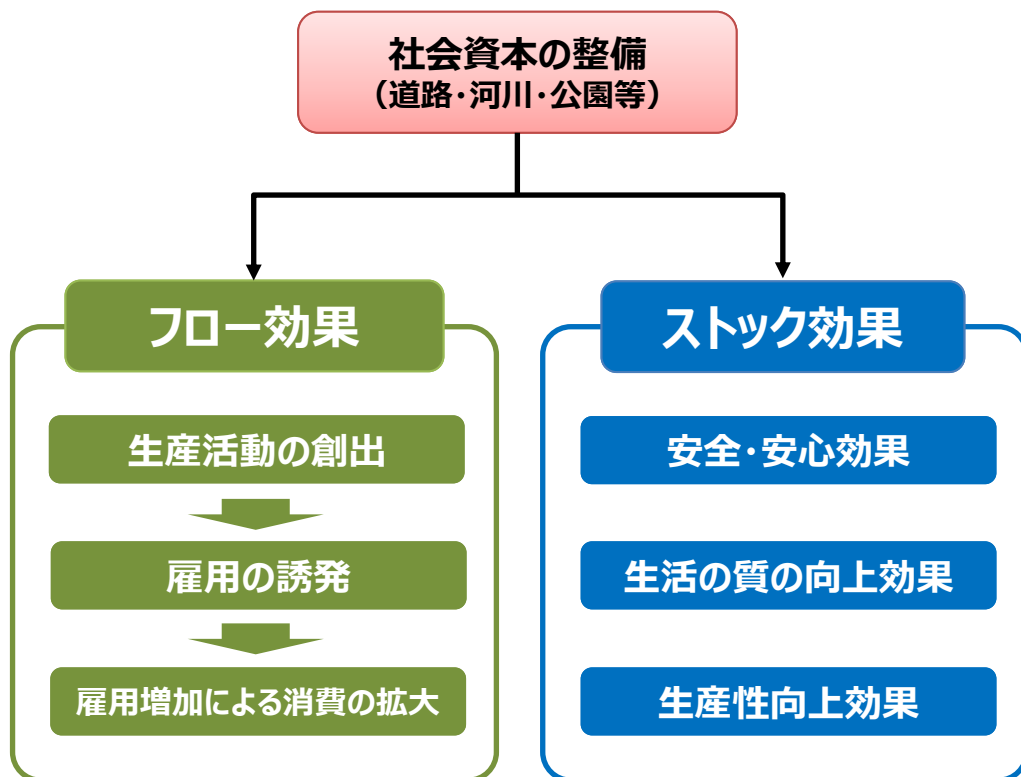 社会資本の整備
（道路・河川・公園等）
フロー効果
生産活動の創出
雇用の誘発
雇用増加による消費の拡大
ストック効果
安全・安心効果
生活の質の向上効果
生産性向上効果